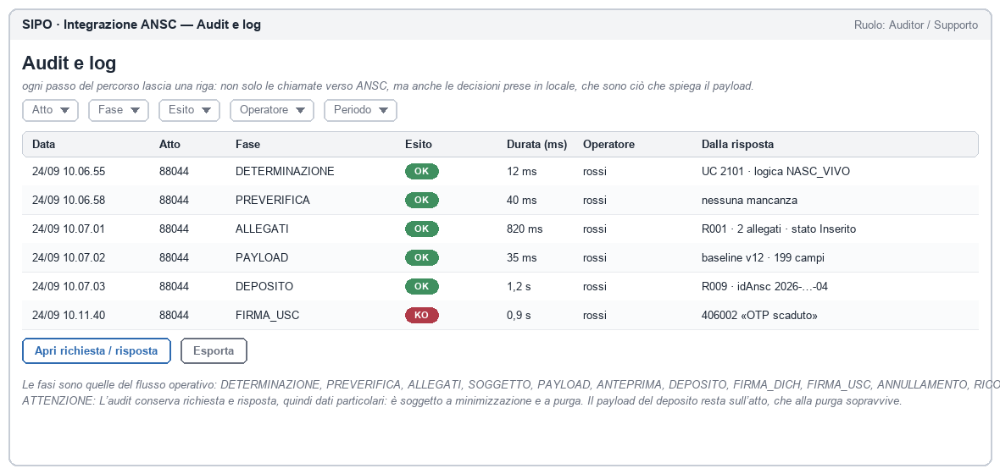 SIPO · Integrazione ANSC — Audit e log
Ruolo: Auditor / Supporto
Audit e log
ogni passo del percorso lascia una riga: non solo le chiamate verso ANSC, ma anche le decisioni prese in locale, che sono ciò che spiega il payload.
Atto Fase Esito Operatore Periodo
Data Atto Fase Esito Durata (ms) Operatore Dalla risposta
24/09 10.06.55 88044 DETERMINAZIONE OK 12 ms rossi UC 2101 · logica NASC_VIVO
24/09 10.06.58 88044 PREVERIFICA OK 40 ms rossi nessuna mancanza
24/09 10.07.01 88044 ALLEGATI OK 820 ms rossi R001 · 2 allegati · stato Inserito
24/09 10.07.02 88044 PAYLOAD OK 35 ms rossi baseline v12 · 199 campi
24/09 10.07.03 88044 DEPOSITO OK 1,2 s rossi R009 · idAnsc 2026-…-04
24/09 10.11.40 88044 FIRMA_USC KO 0,9 s rossi 406002 «OTP scaduto»
Apri richiesta / risposta Esporta
Le fasi sono quelle del flusso operativo: DETERMINAZIONE, PREVERIFICA, ALLEGATI, SOGGETTO, PAYLOAD, ANTEPRIMA, DEPOSITO, FIRMA_DICH, FIRMA_USC, ANNULLAMENTO, RICO
ATTENZIONE: L'audit conserva richiesta e risposta, quindi dati particolari: è soggetto a minimizzazione e a purga. Il payload del deposito resta sull'atto, che alla purga sopravvive.